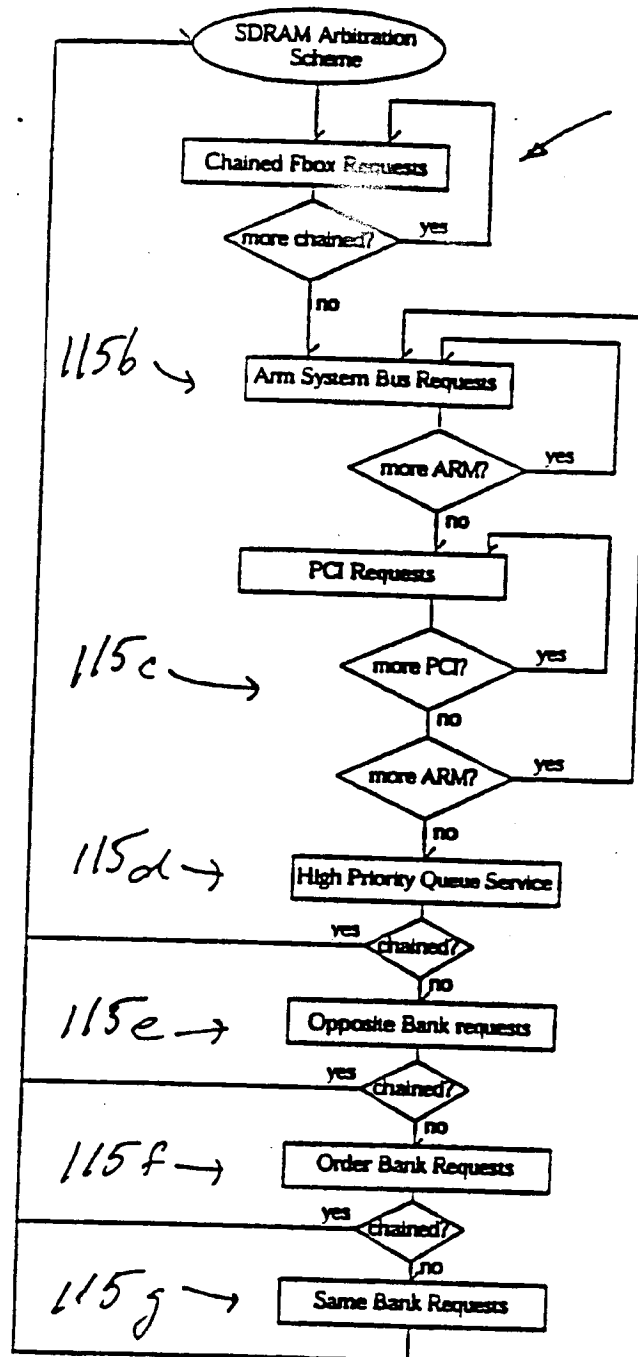 SDRAM Arbitration
Scheme
Chained Fbox Requests
more chained?
yes
no
115b
Arm System Bus Requests
more ARM?
yes
no
PCI Requests
115c
more PCI?
yes
no
more ARM?
yes
no
115d
High Priority Queue Service
yes
chained?
no
115e
Opposite Bank requests
yes
chained?
no
115f
Order Bank Requests
yes
chained?
no
115g
Same Bank Requests